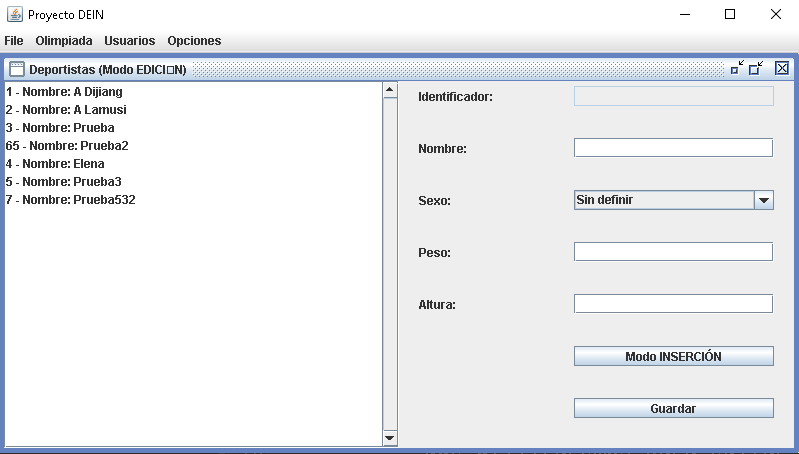 Proyecto DEIN
File Olimpiada Usuarios Opciones
Deportistas (Modo EDICI□N)
1 - Nombre: A Dijiang
2 - Nombre: A Lamusi
3 - Nombre: Prueba
65 - Nombre: Prueba2
4 - Nombre: Elena
5 - Nombre: Prueba3
7 - Nombre: Prueba532
Identificador:
Nombre:
Sexo: Sin definir
Peso:
Altura:
Modo INSERCIÓN
Guardar